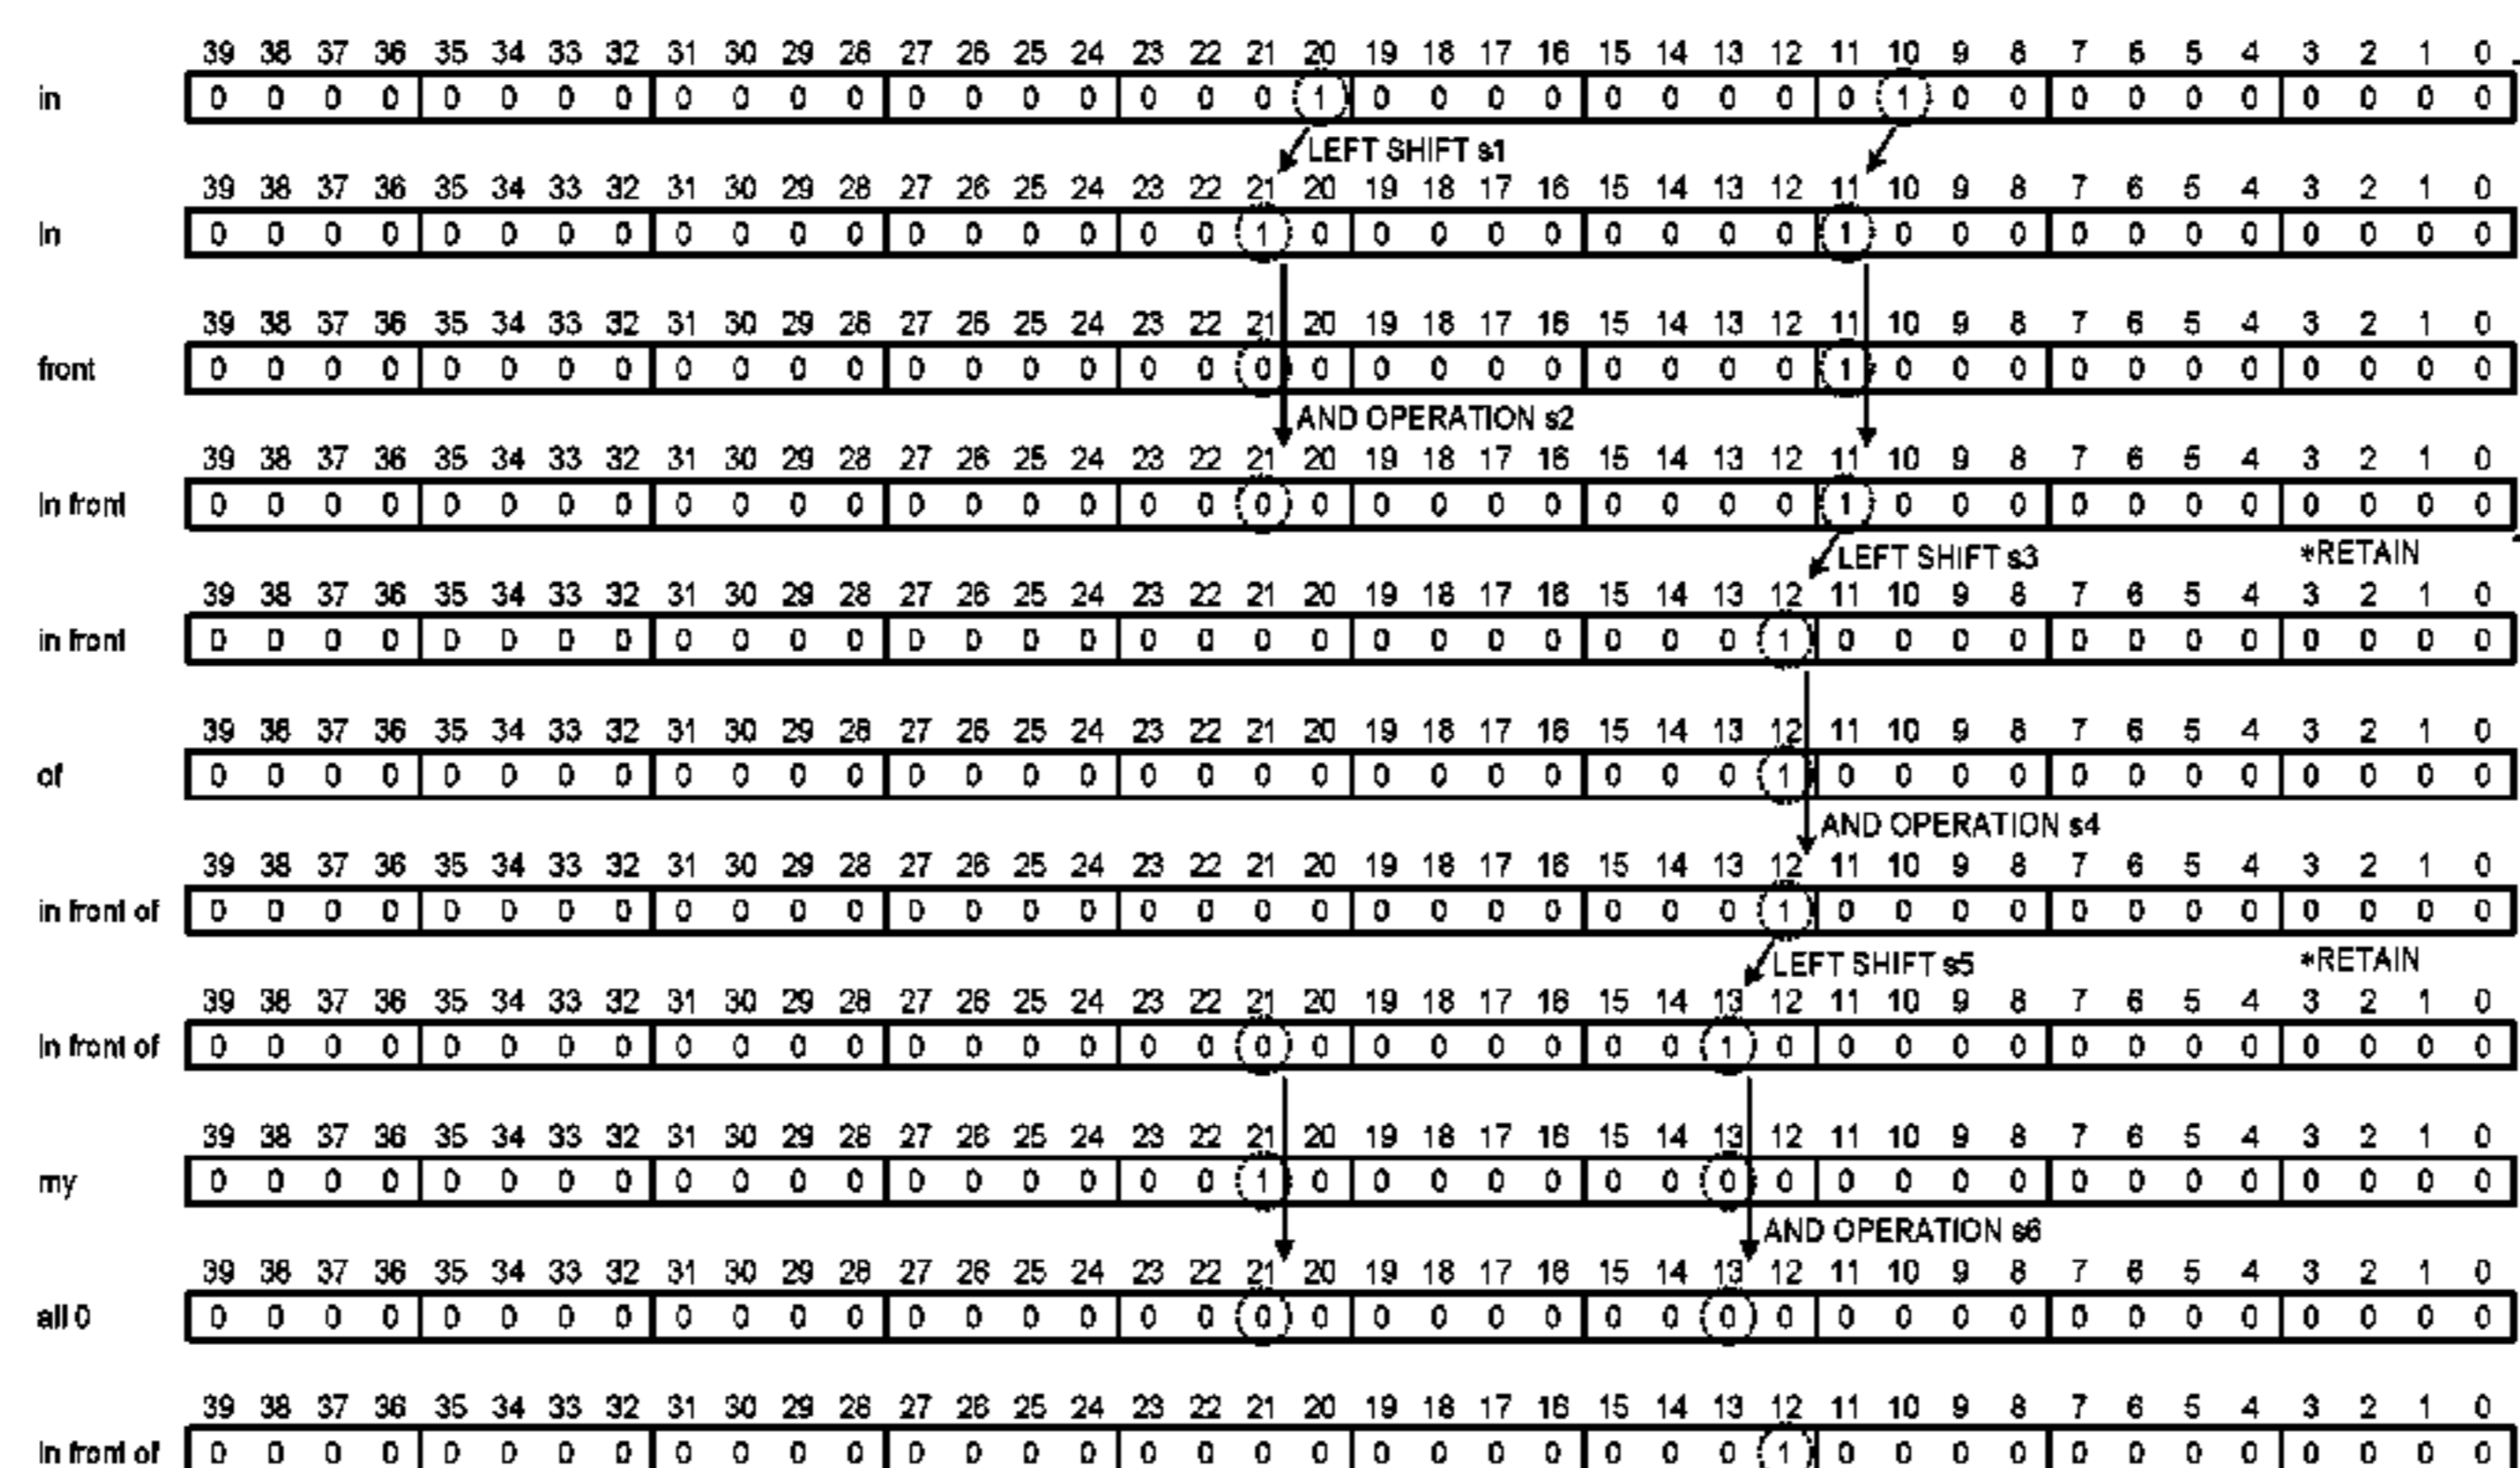 39 38 37 36 35 34 33 32 31 30 29 28 27 26 25 24 23 22 21 20 19 18 17 16 15 14 13 12 11 10 9 8 7 6 5 4 3 2 1 0
in 0 0 0 0 0 0 0 0 0 0 0 0 0 0 0 0 0 0 0 1 0 0 0 0 0 0 0 0 0 1 0 0 0 0 0 0 0 0 0 0
LEFT SHIFT s1
39 38 37 36 35 34 33 32 31 30 29 28 27 26 25 24 23 22 21 20 19 18 17 16 15 14 13 12 11 10 9 8 7 6 5 4 3 2 1 0
in 0 0 0 0 0 0 0 0 0 0 0 0 0 0 0 0 0 0 1 0 0 0 0 0 0 0 0 0 1 0 0 0 0 0 0 0 0 0 0 0
39 38 37 36 35 34 33 32 31 30 29 28 27 26 25 24 23 22 21 20 19 18 17 16 15 14 13 12 11 10 9 8 7 6 5 4 3 2 1 0
front 0 0 0 0 0 0 0 0 0 0 0 0 0 0 0 0 0 0 0 0 0 0 0 0 0 0 0 0 1 0 0 0 0 0 0 0 0 0 0 0
AND OPERATION s2
39 38 37 36 35 34 33 32 31 30 29 28 27 26 25 24 23 22 21 20 19 18 17 16 15 14 13 12 11 10 9 8 7 6 5 4 3 2 1 0
in front 0 0 0 0 0 0 0 0 0 0 0 0 0 0 0 0 0 0 0 0 0 0 0 0 0 0 0 0 1 0 0 0 0 0 0 0 0 0 0 0
LEFT SHIFT s3 *RETAIN
39 38 37 36 35 34 33 32 31 30 29 28 27 26 25 24 23 22 21 20 19 18 17 16 15 14 13 12 11 10 9 8 7 6 5 4 3 2 1 0
in front 0 0 0 0 0 0 0 0 0 0 0 0 0 0 0 0 0 0 0 0 0 0 0 0 0 0 0 1 0 0 0 0 0 0 0 0 0 0 0 0
39 38 37 36 35 34 33 32 31 30 29 28 27 26 25 24 23 22 21 20 19 18 17 16 15 14 13 12 11 10 9 8 7 6 5 4 3 2 1 0
of 0 0 0 0 0 0 0 0 0 0 0 0 0 0 0 0 0 0 0 0 0 0 0 0 0 0 0 1 0 0 0 0 0 0 0 0 0 0 0 0
AND OPERATION s4
39 38 37 36 35 34 33 32 31 30 29 28 27 26 25 24 23 22 21 20 19 18 17 16 15 14 13 12 11 10 9 8 7 6 5 4 3 2 1 0
in front of 0 0 0 0 0 0 0 0 0 0 0 0 0 0 0 0 0 0 0 0 0 0 0 0 0 0 0 1 0 0 0 0 0 0 0 0 0 0 0 0
LEFT SHIFT s5 *RETAIN
39 38 37 36 35 34 33 32 31 30 29 28 27 26 25 24 23 22 21 20 19 18 17 16 15 14 13 12 11 10 9 8 7 6 5 4 3 2 1 0
in front of 0 0 0 0 0 0 0 0 0 0 0 0 0 0 0 0 0 0 0 0 0 0 0 0 0 0 1 0 0 0 0 0 0 0 0 0 0 0 0 0
39 38 37 36 35 34 33 32 31 30 29 28 27 26 25 24 23 22 21 20 19 18 17 16 15 14 13 12 11 10 9 8 7 6 5 4 3 2 1 0
my 0 0 0 0 0 0 0 0 0 0 0 0 0 0 0 0 0 0 1 0 0 0 0 0 0 0 0 0 0 0 0 0 0 0 0 0 0 0 0 0
AND OPERATION s6
39 38 37 36 35 34 33 32 31 30 29 28 27 26 25 24 23 22 21 20 19 18 17 16 15 14 13 12 11 10 9 8 7 6 5 4 3 2 1 0
all 0 0 0 0 0 0 0 0 0 0 0 0 0 0 0 0 0 0 0 0 0 0 0 0 0 0 0 0 0 0 0 0 0 0 0 0 0 0 0 0 0
39 38 37 36 35 34 33 32 31 30 29 28 27 26 25 24 23 22 21 20 19 18 17 16 15 14 13 12 11 10 9 8 7 6 5 4 3 2 1 0
in front of 0 0 0 0 0 0 0 0 0 0 0 0 0 0 0 0 0 0 0 0 0 0 0 0 0 0 0 1 0 0 0 0 0 0 0 0 0 0 0 0